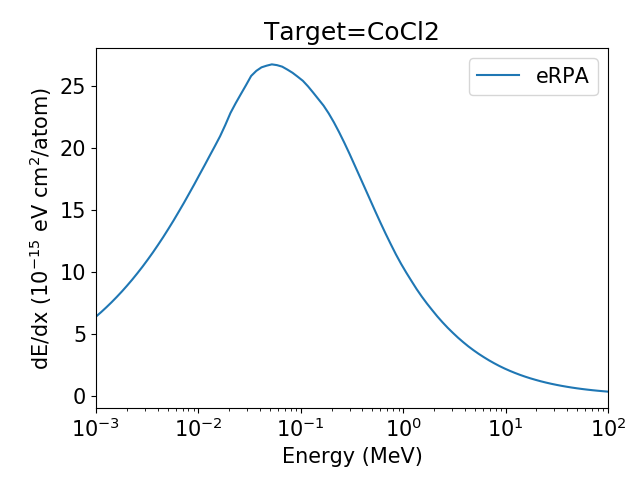 Target=CoCl2
eRPA
dE/dx (10⁻¹⁵ eV cm²/atom)
25
20
15
10
5
0
10⁻³ 10⁻² 10⁻¹ 10⁰ 10¹ 10²
Energy (MeV)